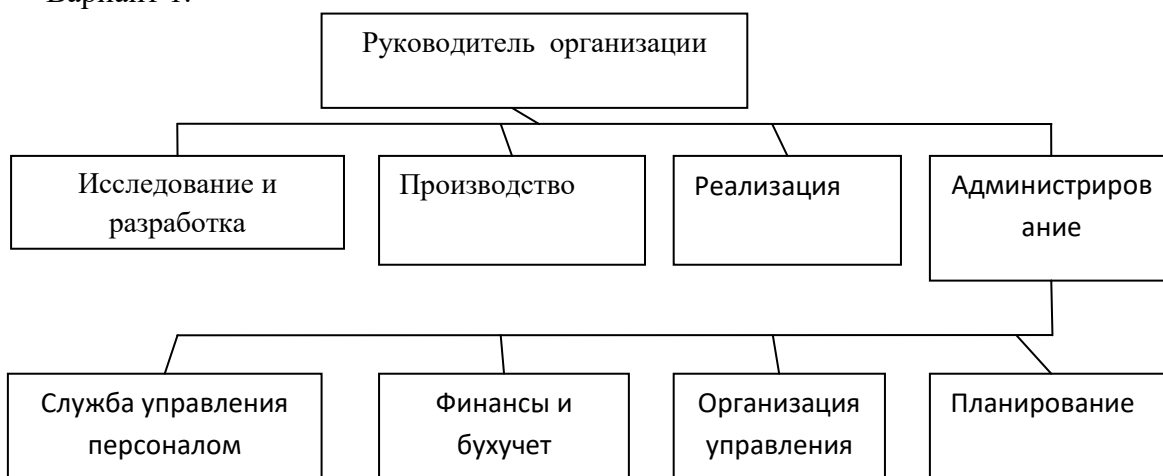 Вариант 1.
Руководитель организации
Исследование и
разработка
Производство
Реализация
Администриров
ание
Служба управления
персоналом
Финансы и
бухучет
Организация
управления
Планирование